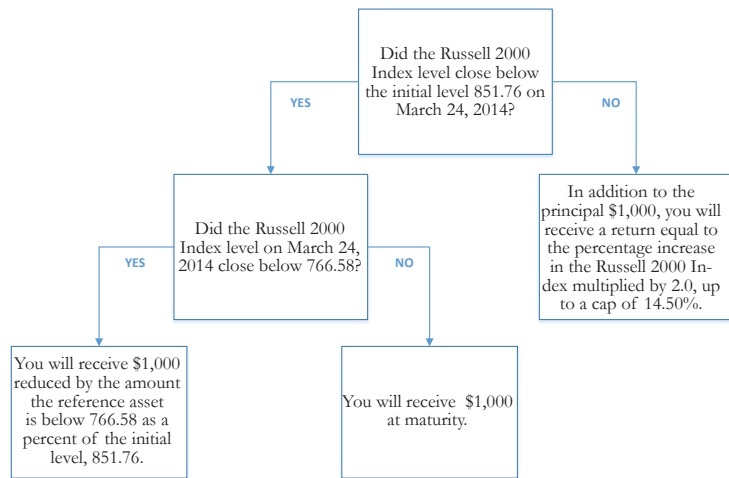 Did the Russell 2000
Index level close below
the initial level 851.76 on
March 24, 2014?
YES
NO
Did the Russell 2000
Index level on March 24,
2014 close below 766.58?
In addition to the
principal $1,000, you will
receive a return equal to
the percentage increase
in the Russell 2000 In-
dex multiplied by 2.0, up
to a cap of 14.50%.
YES
NO
You will receive $1,000
reduced by the amount
the reference asset
is below 766.58 as a
percent of the initial
level, 851.76.
You will receive $1,000
at maturity.